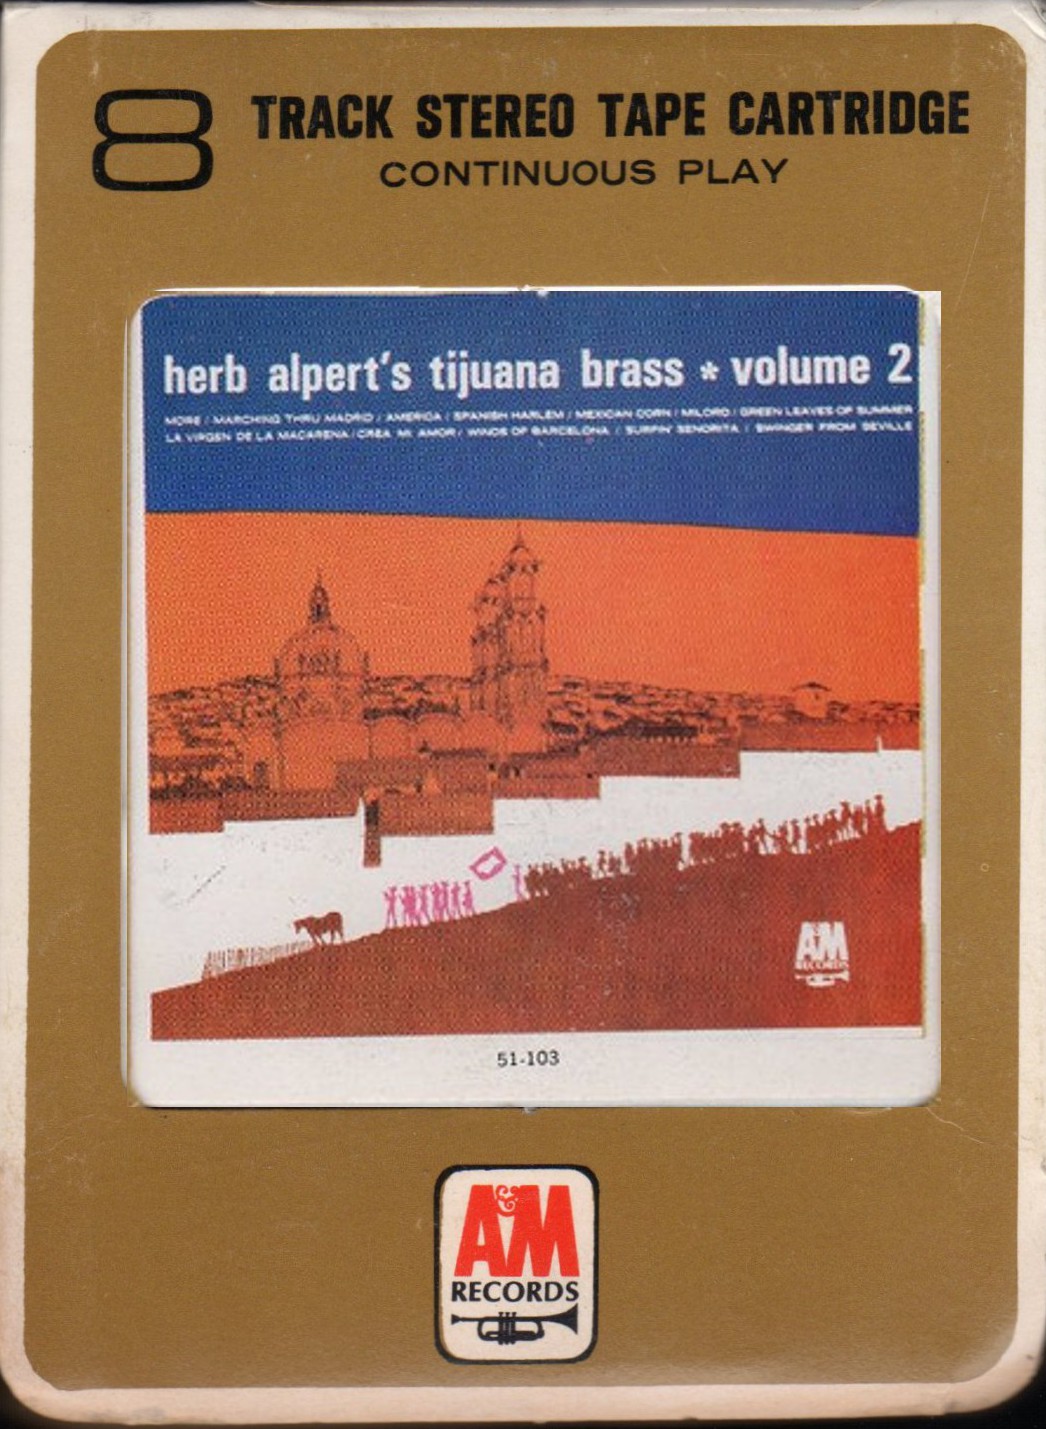 8 TRACK STEREO TAPE CARTRIDGE
CONTINUOUS PLAY
herb alpert's tijuana brass * volume 2
MORE / MARCHING THRU MADRID / AMERICA / SPANISH HARLEM / MEXICAN CORN / MILORD / GREEN LEAVES OF SUMMER
LA VIRGEN DE LA MACARENA / CREA MI AMOR / WINDS OF BARCELONA / SURFIN' SENORITA / SWINGER FROM SEVILLE
A&M
RECORDS
51-103
A&M
RECORDS